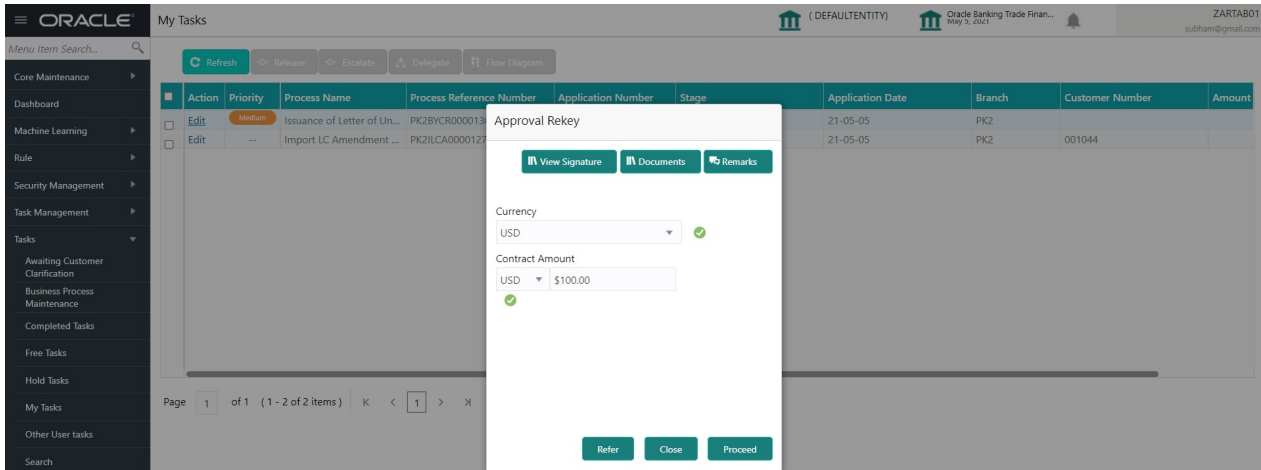 ORACLE
My Tasks
( DEFAULTENTITY)
Oracle Banking Trade Finan...
May 5, 2021
ZARTAB01
subham@gmail.com
Menu Item Search...
Core Maintenance
Dashboard
Machine Learning
Rule
Security Management
Task Management
Tasks
Awaiting Customer
Clarification
Business Process
Maintenance
Completed Tasks
Free Tasks
Hold Tasks
My Tasks
Other User tasks
Search
Refresh Release Escalate Delegate Flow Diagram
Action Priority Process Name Process Reference Number Application Number Stage Application Date Branch Customer Number Amount
Edit Medium Issuance of Letter of Un... PK2BYCR000013 21-05-05 PK2
Edit -- Import LC Amendment ... PK2ILCA0000127 21-05-05 PK2 001044
Page 1 of 1 (1 - 2 of 2 items) K < 1 >
Approval Rekey
View Signature Documents Remarks
Currency
USD
Contract Amount
USD $100.00
Refer Close Proceed